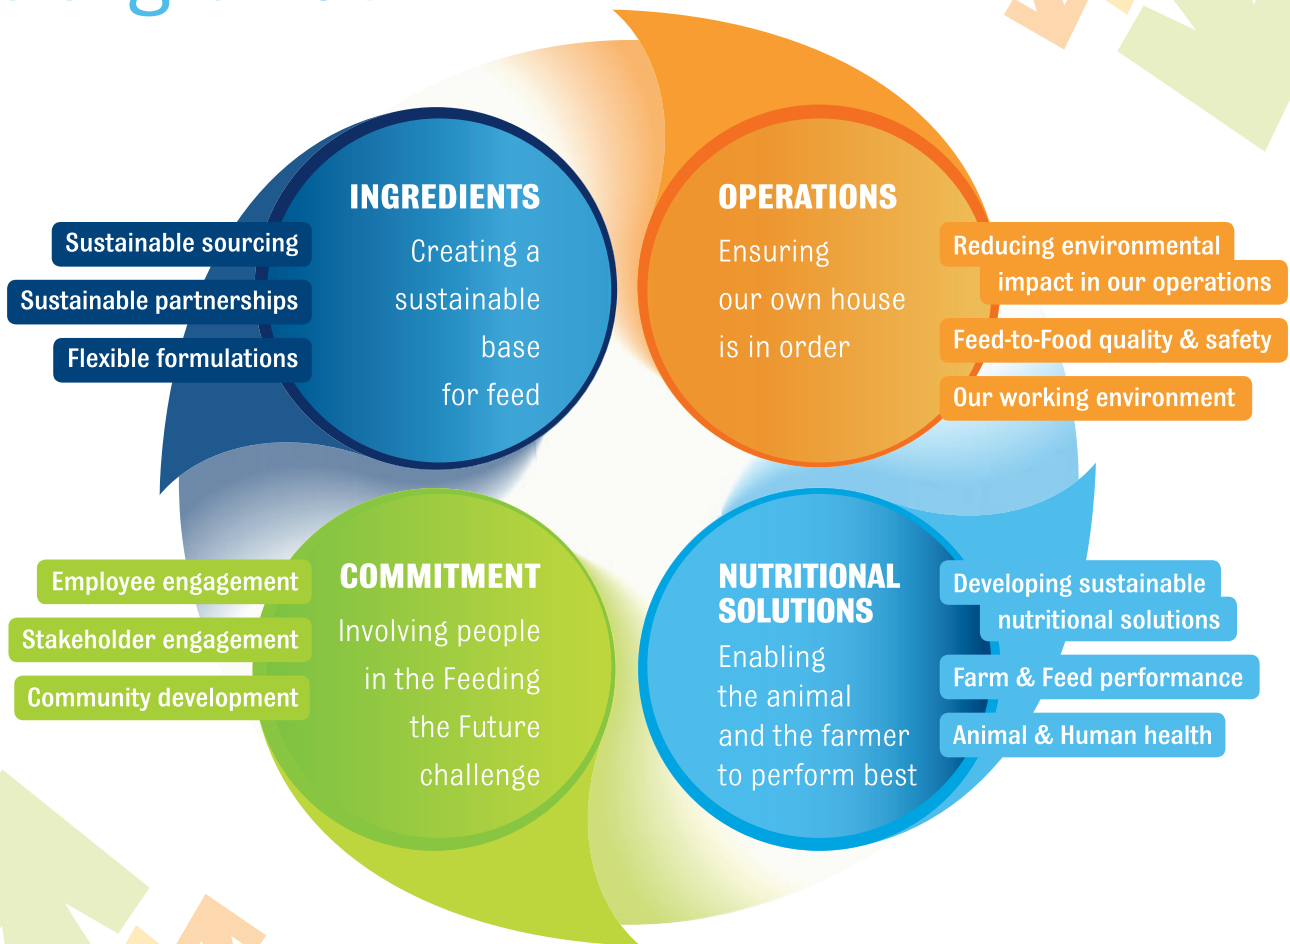 INGREDIENTS
Creating a
sustainable
base
for feed
Sustainable sourcing
Sustainable partnerships
Flexible formulations
OPERATIONS
Ensuring
our own house
is in order
Reducing environmental
impact in our operations
Feed-to-Food quality & safety
Our working environment
COMMITMENT
Involving people
in the Feeding
the Future
challenge
Employee engagement
Stakeholder engagement
Community development
NUTRITIONAL
SOLUTIONS
Enabling
the animal
and the farmer
to perform best
Developing sustainable
nutritional solutions
Farm & Feed performance
Animal & Human health